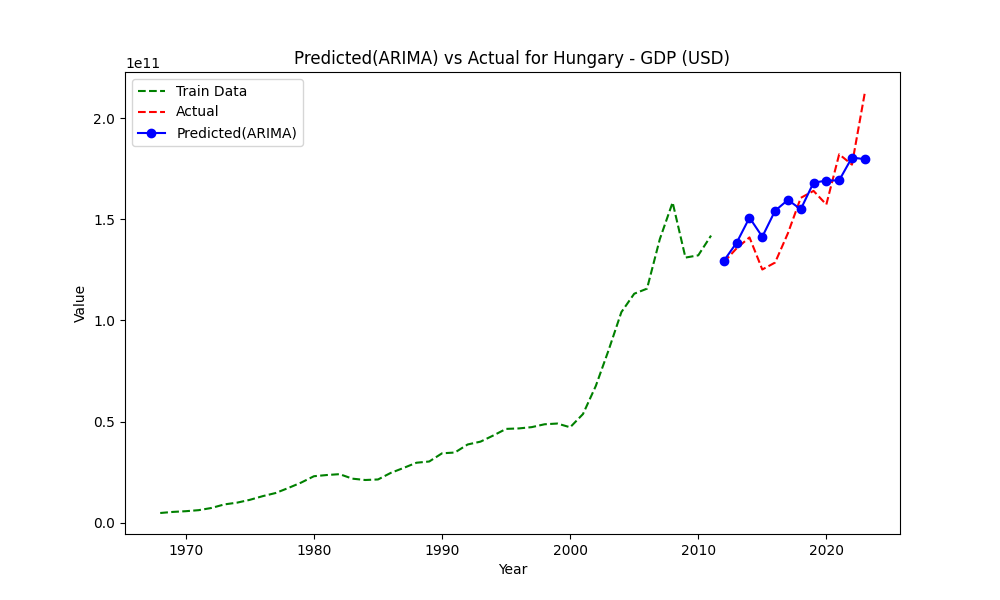 Predicted(ARIMA) vs Actual for Hungary - GDP (USD)
1e11
Train Data
Actual
Predicted(ARIMA)
2.0
1.5
1.0
0.5
0.0
Value
1970 1980 1990 2000 2010 2020
Year